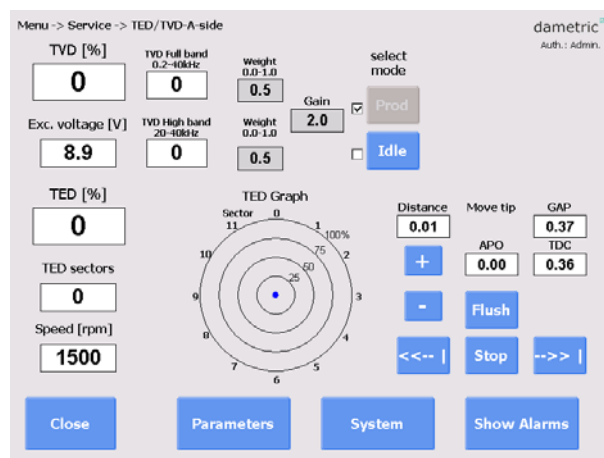 Menu -> Service -> TED/TVD-A-side
dametric
Auth.: Admin.
TVD [%]
0
TVD Full band
0.2-40kHz
0
Weight
0.0-1.0
0.5
Gain
2.0
select
mode
Prod
Exc. voltage [V]
8.9
TVD High band
20-40kHz
0
Weight
0.0-1.0
0.5
Idle
TED [%]
0
TED Graph
Sector
0
1
2
3
4
5
6
7
8
9
10
11
100%
75
50
25
Distance
0.01
Move tip
GAP
0.37
+
APO
0.00
TDC
0.36
TED sectors
0
-
Flush
Speed [rpm]
1500
<<-- |
Stop
-->> |
Close
Parameters
System
Show Alarms